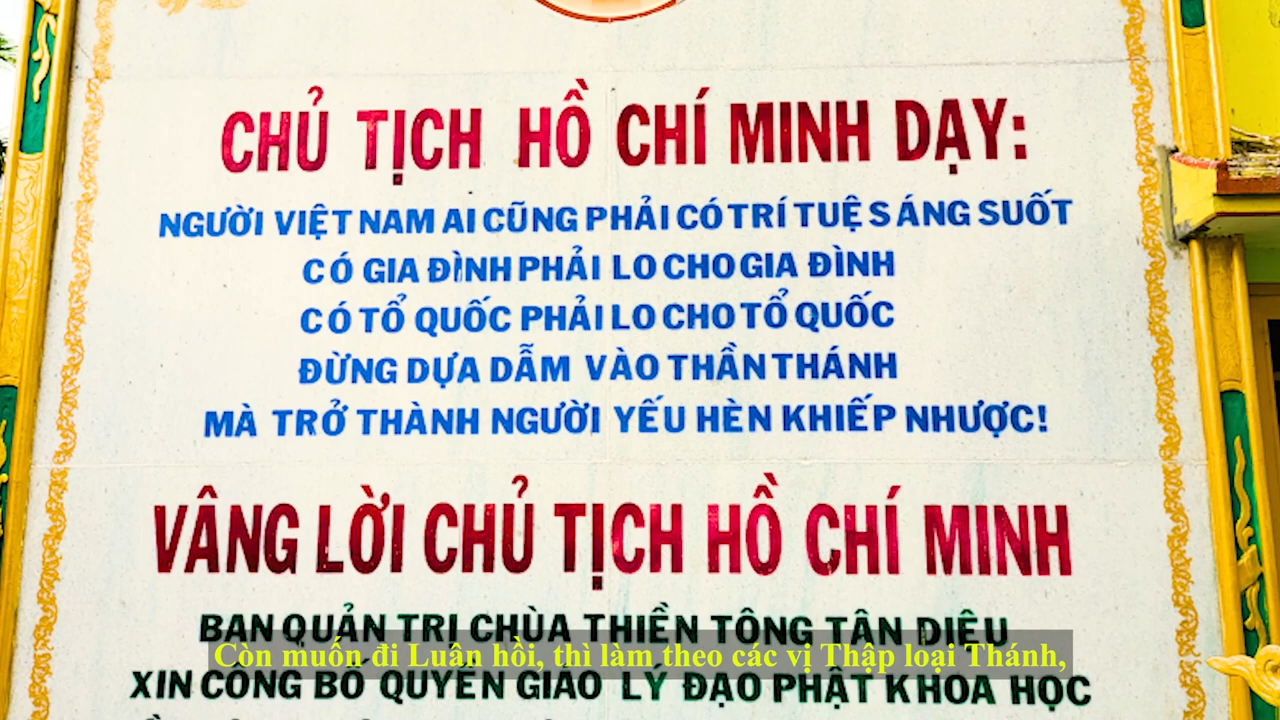 CHỦ TỊCH HỒ CHÍ MINH DẠY:
NGƯỜI VIỆT NAM AI CŨNG PHẢI CÓ TRÍ TUỆ SÁNG SUỐT
CÓ GIA ĐÌNH PHẢI LO CHO GIA ĐÌNH
CÓ TỔ QUỐC PHẢI LO CHO TỔ QUỐC
ĐỪNG DỰA DẪM VÀO THẦN THÁNH
MÀ TRỞ THÀNH NGƯỜI YẾU HÈN KHIẾP NHƯỢC!
VÂNG LỜI CHỦ TỊCH HỒ CHÍ MINH
BAN QUẢN TRỊ CHÙA THIỀN TÔNG TÂN DIỆU
Còn muốn đi Luân hồi, thì làm theo các vị Thập loại Thánh,
XIN CÔNG BỐ QUYỂN GIÁO LÝ ĐẠO PHẬT KHOA HỌC